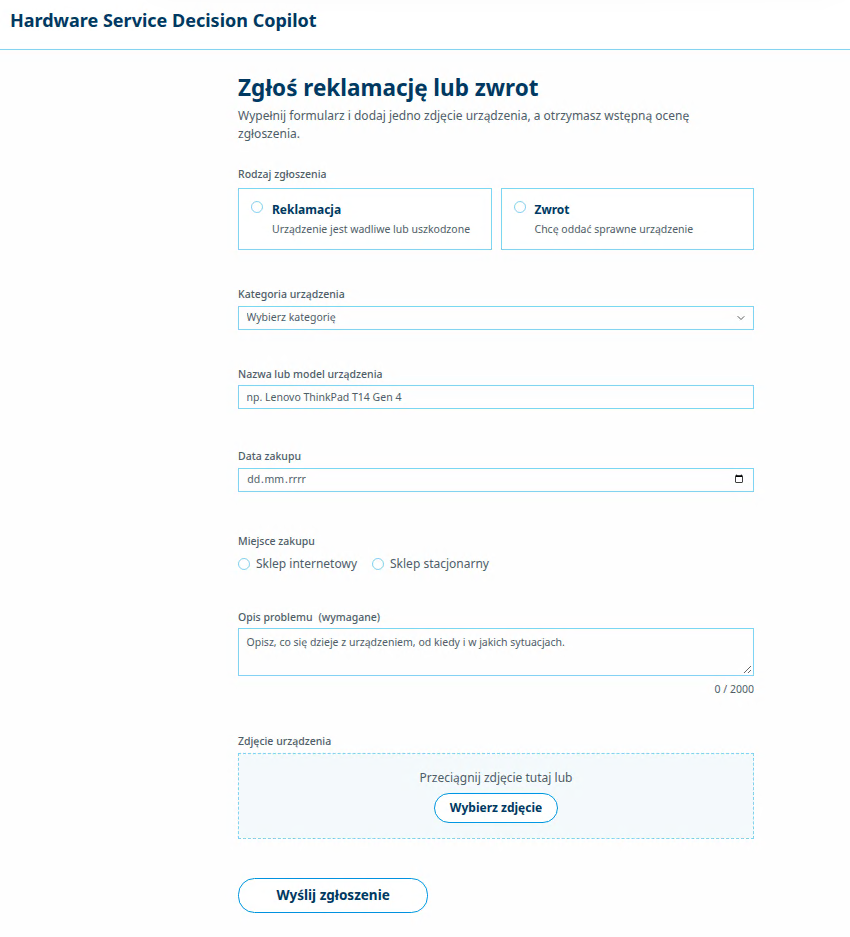 Hardware Service Decision Copilot
Zgłoś reklamację lub zwrot
Wypełnij formularz i dodaj jedno zdjęcie urządzenia, a otrzymasz wstępną ocenę
zgłoszenia.
Rodzaj zgłoszenia
Reklamacja
Urządzenie jest wadliwe lub uszkodzone
Zwrot
Chcę oddać sprawne urządzenie
Kategoria urządzenia
Wybierz kategorię
Nazwa lub model urządzenia
np. Lenovo ThinkPad T14 Gen 4
Data zakupu
dd.mm.rrrr
Miejsce zakupu
Sklep internetowy
Sklep stacjonarny
Opis problemu (wymagane)
Opisz, co się dzieje z urządzeniem, od kiedy i w jakich sytuacjach.
0 / 2000
Zdjęcie urządzenia
Przeciągnij zdjęcie tutaj lub
Wybierz zdjęcie
Wyślij zgłoszenie